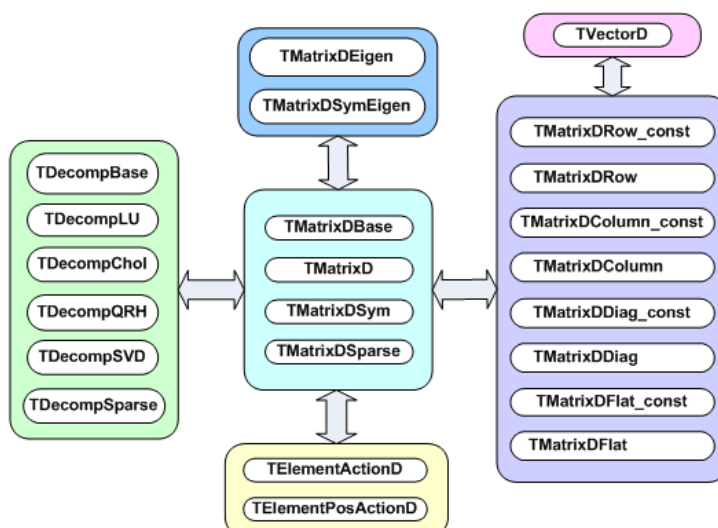 TMatrixDEigen
TMatrixDSymEigen
TVectorD
TDecompBase
TDecompLU
TDecompChol
TDecompQRH
TDecompSVD
TDecompSparse
TMatrixDBase
TMatrixD
TMatrixDSym
TMatrixDSparse
TMatrixDRow_const
TMatrixDRow
TMatrixDColumn_const
TMatrixDColumn
TMatrixDDiag_const
TMatrixDDiag
TMatrixDFlat_const
TMatrixDFlat
TElementActionD
TElementPosActionD